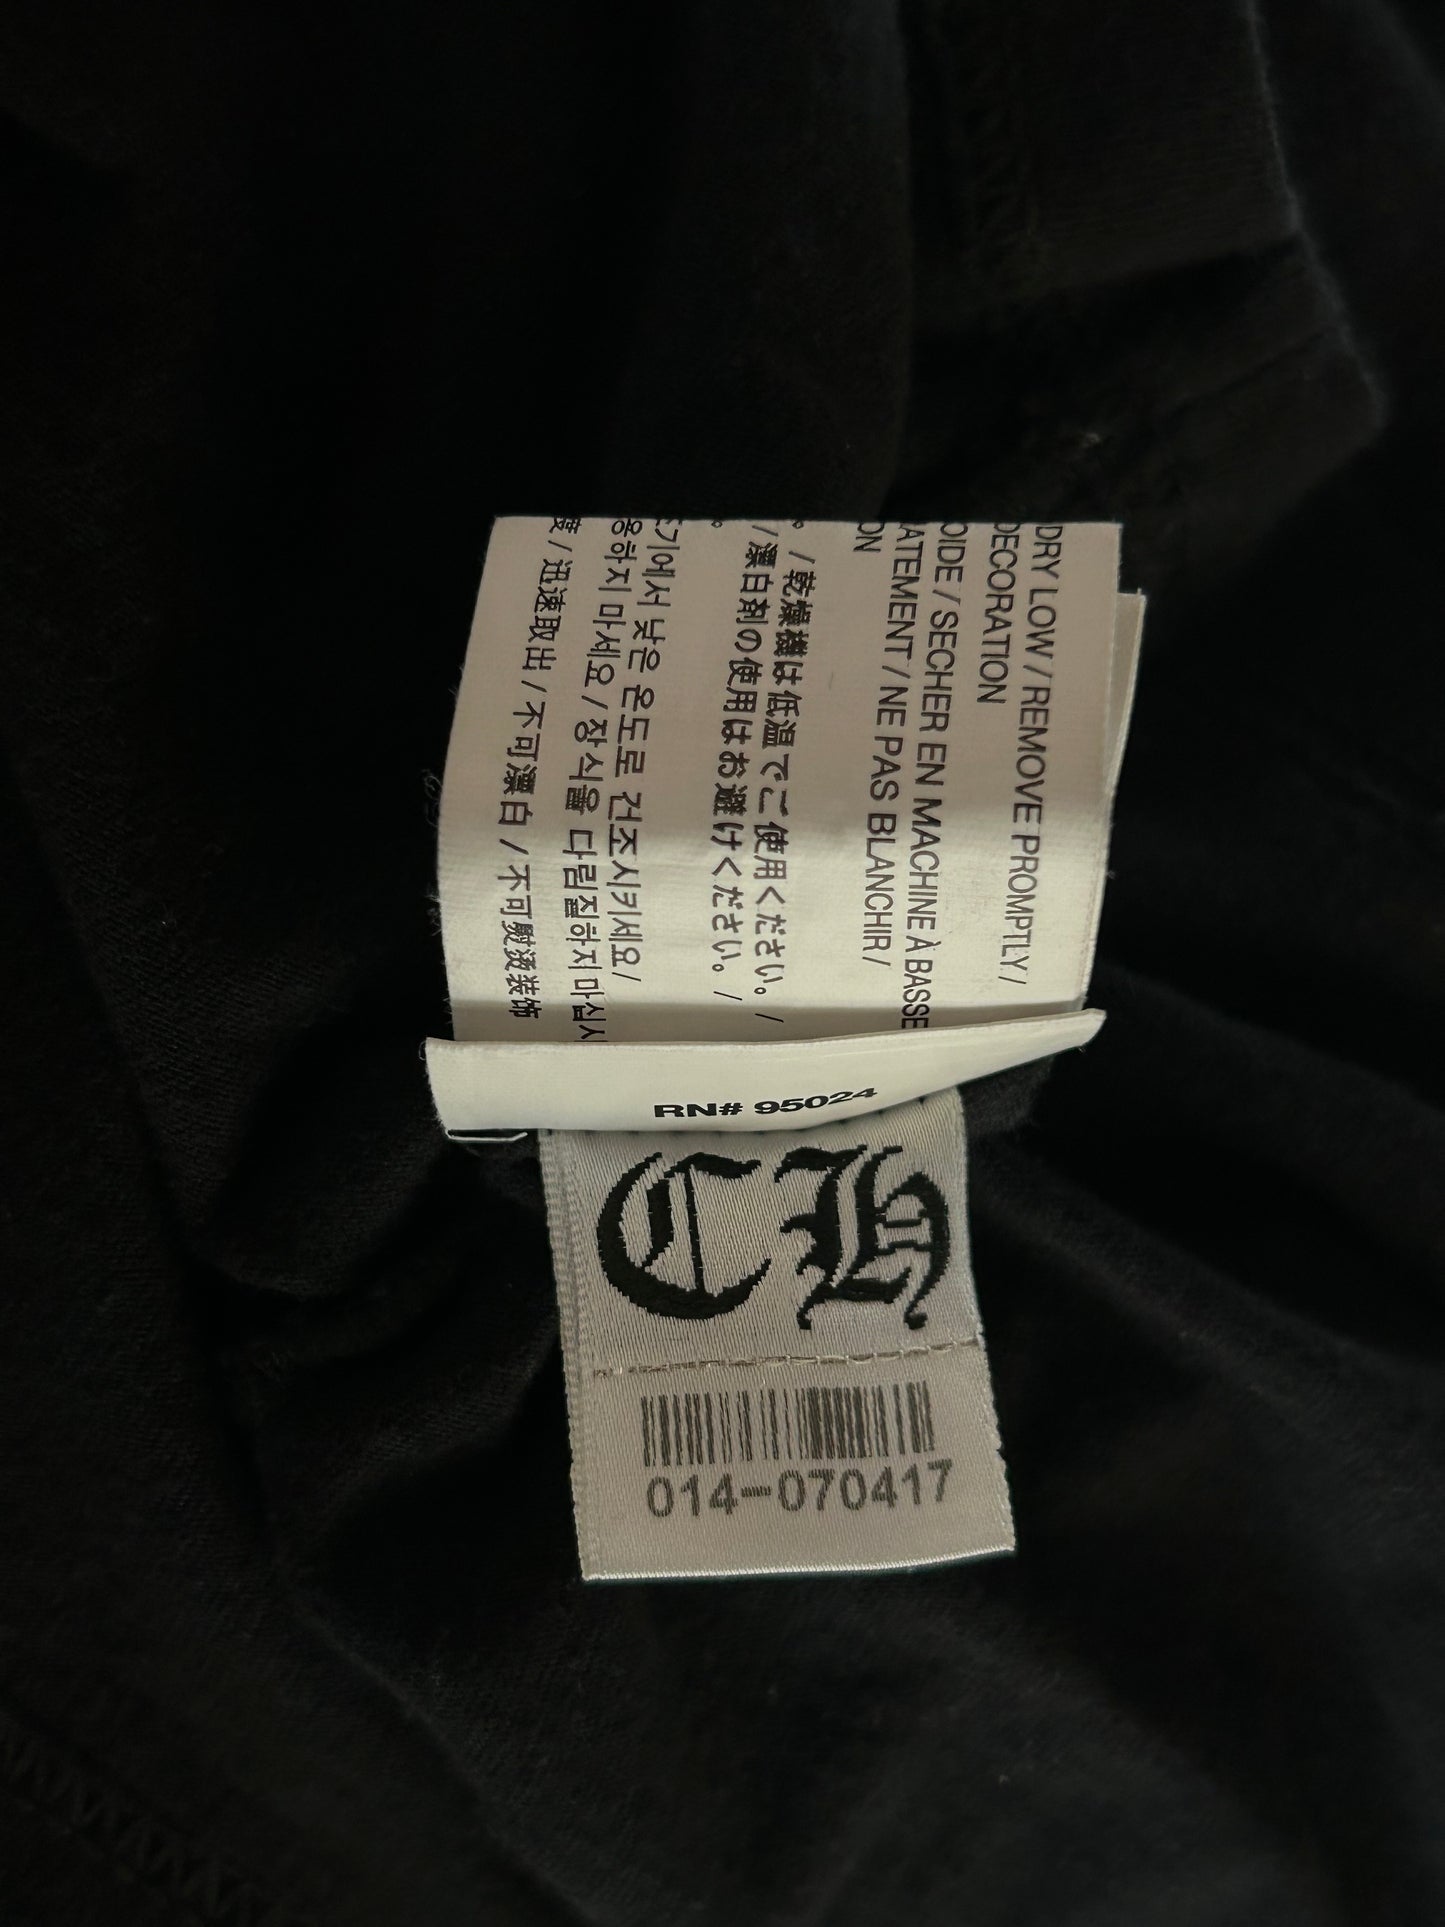 DRY LOW / REMOVE PROMPTLY /
DECORATION
OIDE / SECHER EN MACHINE À BASSE
ATEMENT / NE PAS BLANCHIR /
ON
。 / 乾燥機は低温でご使用ください。 /
/ 漂白剤の使用はお避けください。 /
。
기에서 낮은 온도로 건조시키세요 /
용하지 마세요 / 장식을 다림질하지마십시
度 / 迅速取出 / 不可漂白 / 不可熨燙装饰
RN# 95024
CH
014-070417